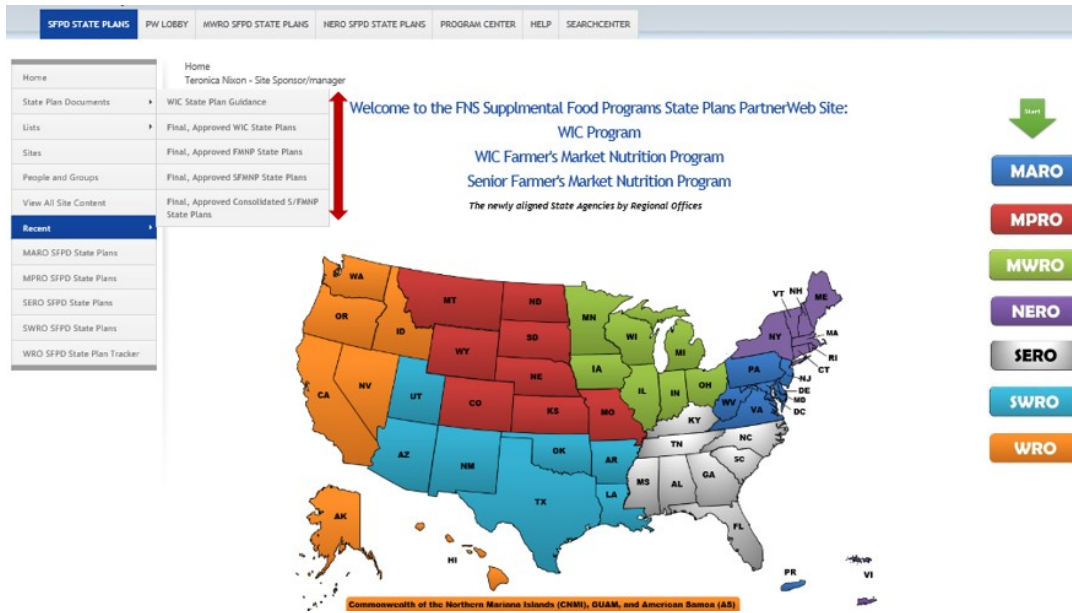 SFPD STATE PLANS PW LOBBY MWRO SFPD STATE PLANS NERO SFPD STATE PLANS PROGRAM CENTER HELP SEARCHCENTER
Home
Teronica Nixon - Site Sponsor/manager
Home
State Plan Documents
Lists
Sites
People and Groups
View All Site Content
Recent
MARO SFPD State Plans
MPRO SFPD State Plans
SERO SFPD State Plans
SWRO SFPD State Plans
WRO SFPD State Plan Tracker
WIC State Plan Guidance
Final, Approved WIC State Plans
Final, Approved FMNP State Plans
Final, Approved SFMNP State Plans
Final, Approved Consolidated S/FMNP
State Plans
Welcome to the FNS Supplmental Food Programs State Plans PartnerWeb Site:
WIC Program
WIC Farmer's Market Nutrition Program
Senior Farmer's Market Nutrition Program
The newly aligned State Agencies by Regional Offices
Start
MARO
MPRO
MWRO
NERO
SERO
SWRO
WRO
WA
OR
ID
CA
NV
MT
ND
SD
WY
NE
CO
KS
MO
MN
WI
MI
IA
IL
IN
OH
UT
AZ
NM
OK
AR
TX
LA
KY
TN
NC
SC
MS
AL
GA
FL
PA
WV
VA
NJ
DE
MD
DC
NY
VT
NH
ME
MA
RI
CT
AK
HI
PR
VI
Commonwealth of the Northern Mariana Islands (CNMI), GUAM, and American Samoa (AS)